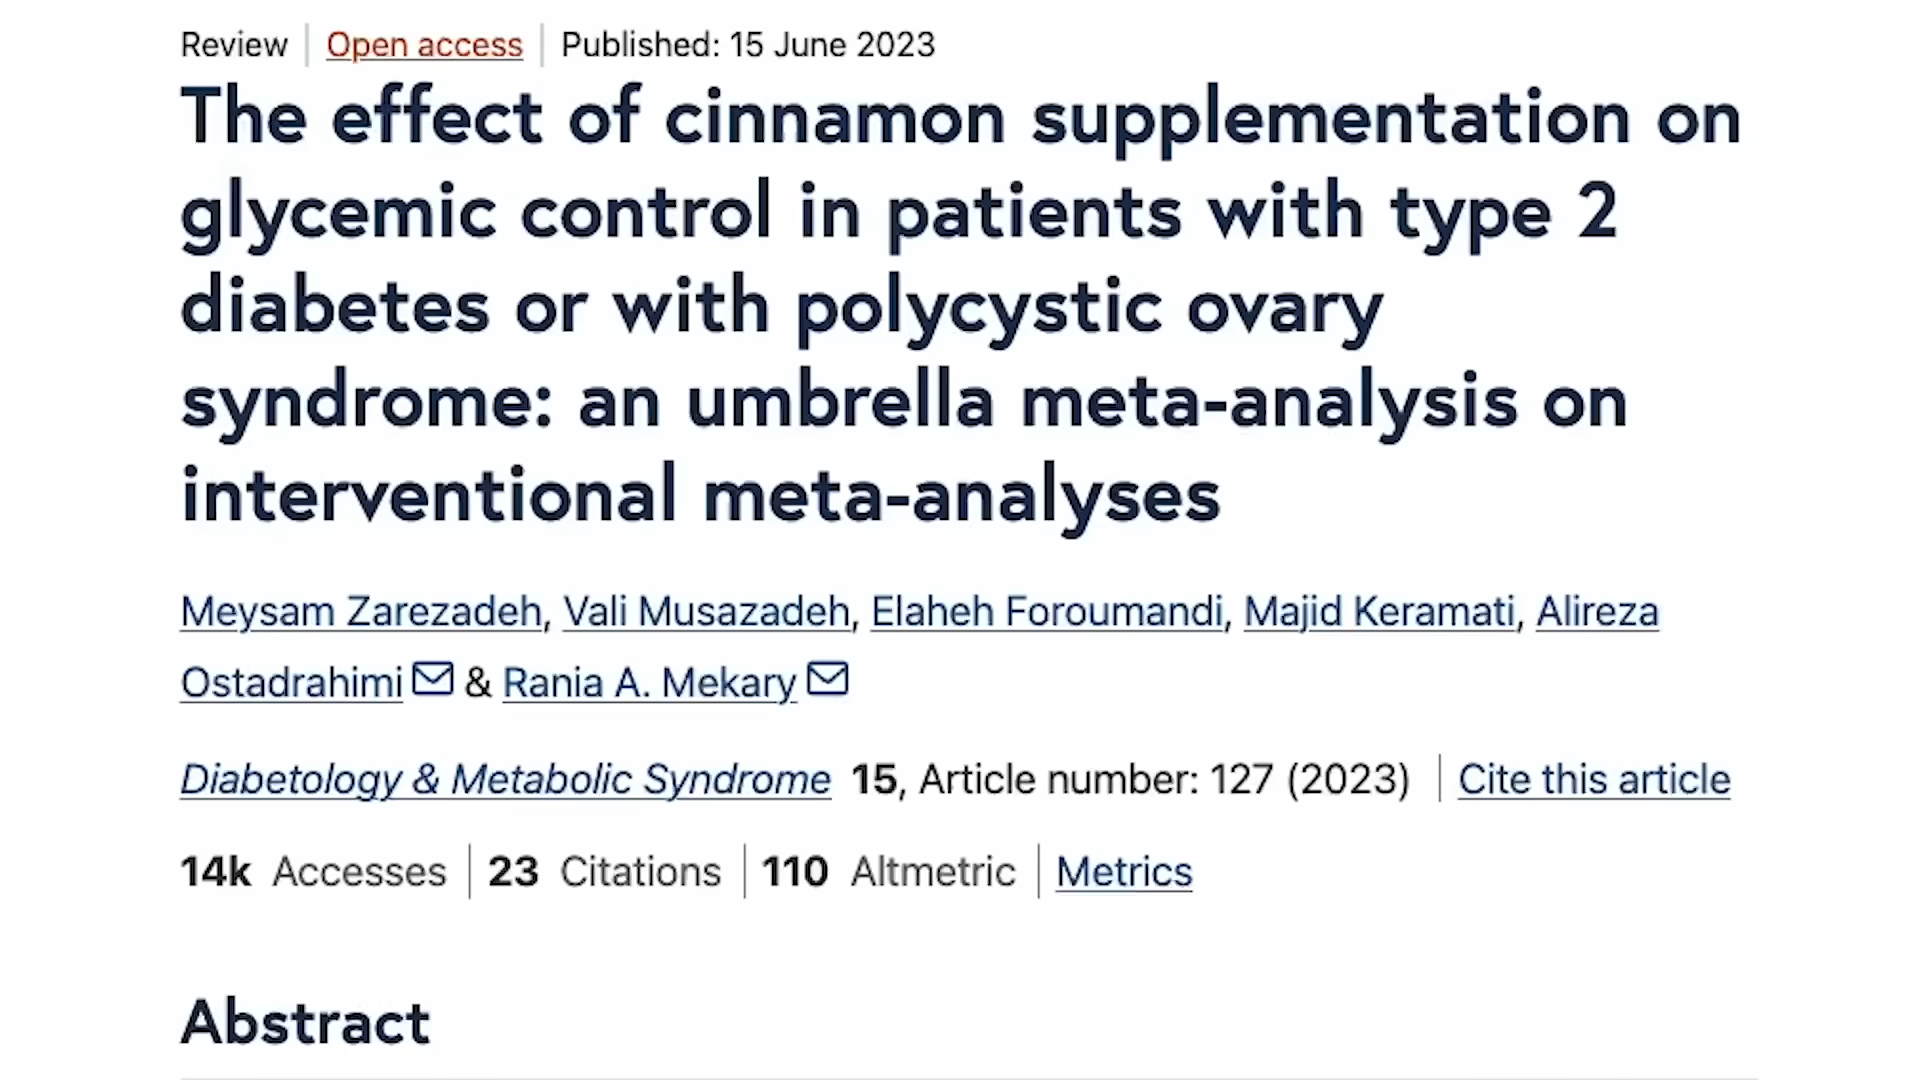 Review | Open access | Published: 15 June 2023
The effect of cinnamon supplementation on
glycemic control in patients with type 2
diabetes or with polycystic ovary
syndrome: an umbrella meta-analysis on
interventional meta-analyses
Meysam Zarezadeh, Vali Musazadeh, Elaheh Foroumandi, Majid Keramati, Alireza
Ostadrahimi & Rania A. Mekary
Diabetology & Metabolic Syndrome 15, Article number: 127 (2023) | Cite this article
14k Accesses | 23 Citations | 110 Altmetric | Metrics
Abstract